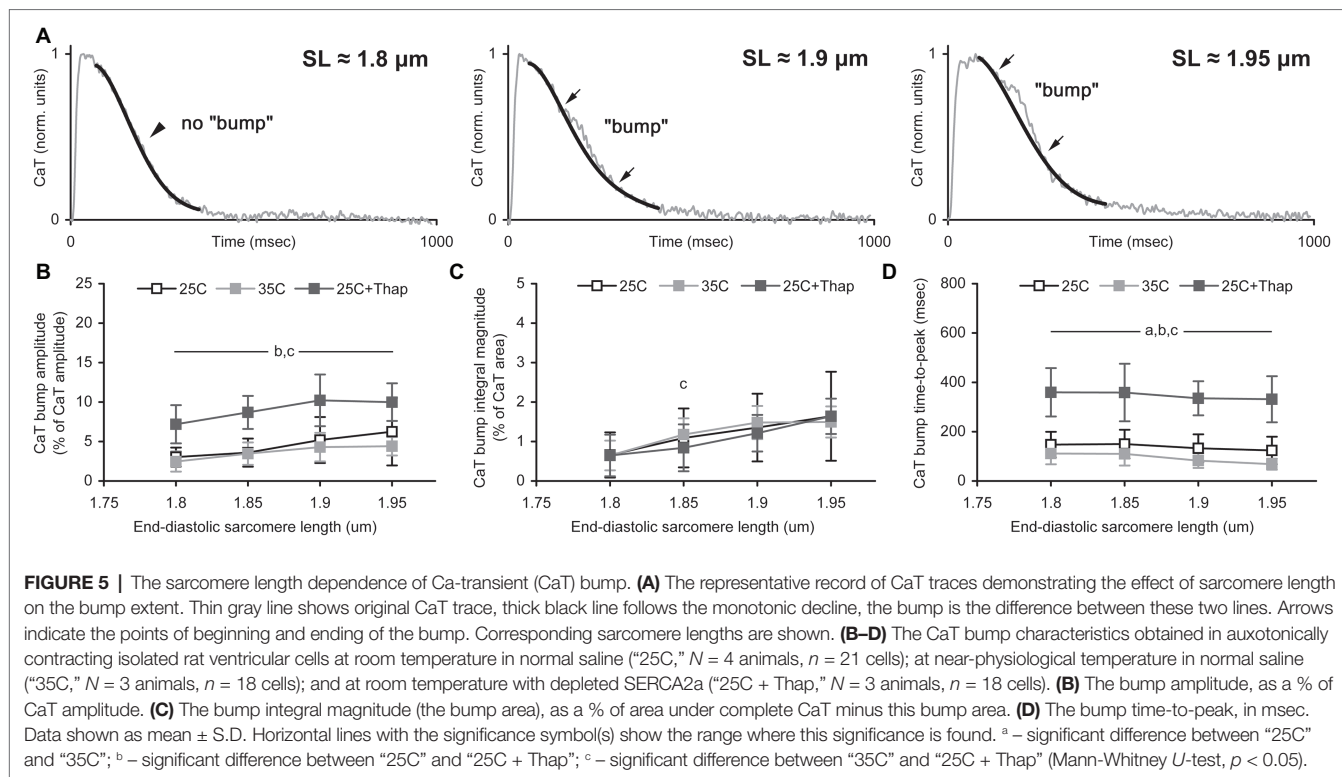 A
SL ≈ 1.8 μm
SL ≈ 1.9 μm
SL ≈ 1.95 μm
1
0
CaT (norm. units)
no "bump"
0
Time (msec)
1000
1
0
CaT (norm. units)
"bump"
0
Time (msec)
1000
1
0
CaT (norm. units)
"bump"
0
Time (msec)
1000
B
25C 35C 25C+Thap
CaT bump amplitude
(% of CaT amplitude)
25
20
15
10
5
0
b,c
1.75 1.8 1.85 1.9 1.95
End-diastolic sarcomere length (um)
C
25C 35C 25C+Thap
CaT bump integral magnitude
(% of CaT area)
5
4
3
2
1
0
c
1.75 1.8 1.85 1.9 1.95
End-diastolic sarcomere length (um)
D
25C 35C 25C+Thap
CaT bump time-to-peak (msec)
800
600
400
200
0
a,b,c
1.75 1.8 1.85 1.9 1.95
End-diastolic sarcomere length (um)
FIGURE 5 | The sarcomere length dependence of Ca-transient (CaT) bump. (A) The representative record of CaT traces demonstrating the effect of sarcomere length
on the bump extent. Thin gray line shows original CaT trace, thick black line follows the monotonic decline, the bump is the difference between these two lines. Arrows
indicate the points of beginning and ending of the bump. Corresponding sarcomere lengths are shown. (B–D) The CaT bump characteristics obtained in auxotonically
contracting isolated rat ventricular cells at room temperature in normal saline (“25C,” N = 4 animals, n = 21 cells); at near-physiological temperature in normal saline
(“35C,” N = 3 animals, n = 18 cells); and at room temperature with depleted SERCA2a (“25C + Thap,” N = 3 animals, n = 18 cells). (B) The bump amplitude, as a % of
CaT amplitude. (C) The bump integral magnitude (the bump area), as a % of area under complete CaT minus this bump area. (D) The bump time-to-peak, in msec.
Data shown as mean ± S.D. Horizontal lines with the significance symbol(s) show the range where this significance is found. ᵃ – significant difference between “25C”
and “35C”; ᵇ – significant difference between “25C” and “25C + Thap”; ᶜ – significant difference between “35C” and “25C + Thap” (Mann-Whitney U-test, p < 0.05).